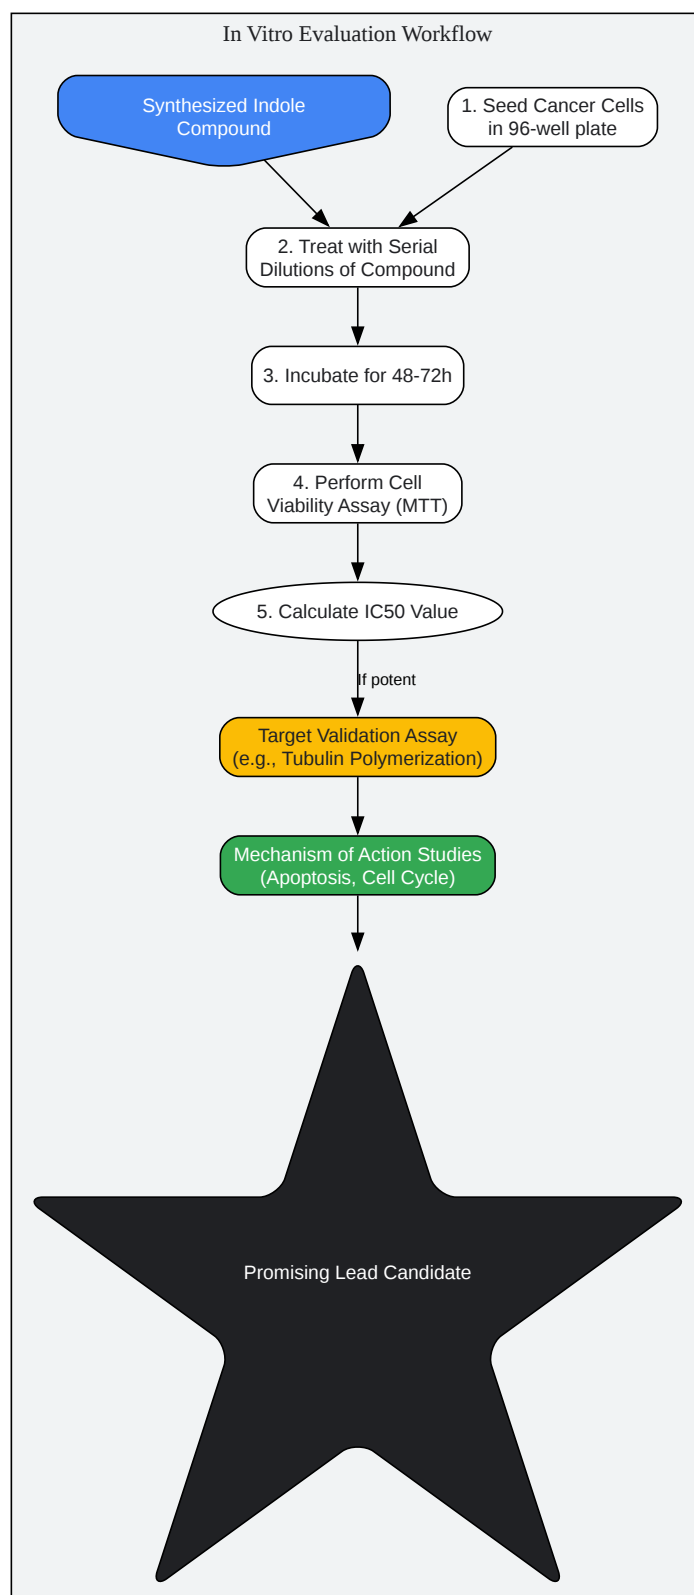 In Vitro Evaluation Workflow
Synthesized Indole
Compound
1. Seed Cancer Cells
in 96-well plate
2. Treat with Serial
Dilutions of Compound
3. Incubate for 48-72h
4. Perform Cell
Viability Assay (MTT)
5. Calculate IC50 Value
If potent
Target Validation Assay
(e.g., Tubulin Polymerization)
Mechanism of Action Studies
(Apoptosis, Cell Cycle)
Promising Lead Candidate